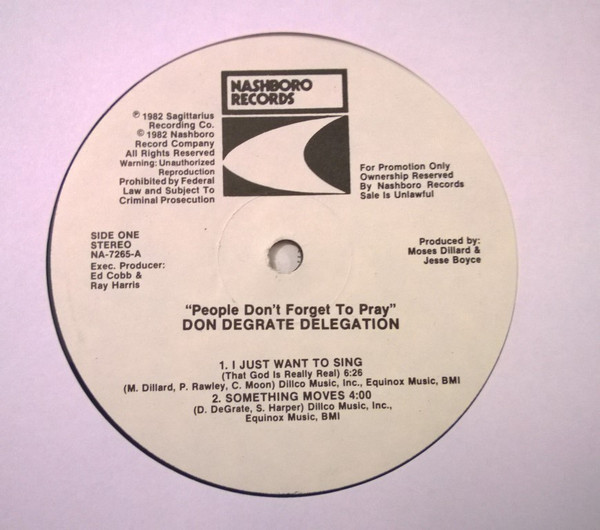 NASHBORO
RECORDS
℗ 1982 Sagittarius
Recording Co.
© 1982 Nashboro
Record Company
All Rights Reserved
Warning: Unauthorized
Reproduction
Prohibited by Federal
Law and Subject To
Criminal Prosecution
For Promotion Only
Ownership Reserved
By Nashboro Records
Sale Is Unlawful
SIDE ONE
STEREO
NA-7265-A
Exec. Producer:
Ed Cobb &
Ray Harris
Produced by:
Moses Dillard &
Jesse Boyce
"People Don't Forget To Pray"
DON DEGRATE DELEGATION
1. I JUST WANT TO SING
(That God Is Really Real) 6:26
(M. Dillard, P. Rawley, C. Moon) Dillco Music, Inc., Equinox Music, BMI
2. SOMETHING MOVES 4:00
(D. DeGrate, S. Harper) Dillco Music, Inc.,
Equinox Music, BMI